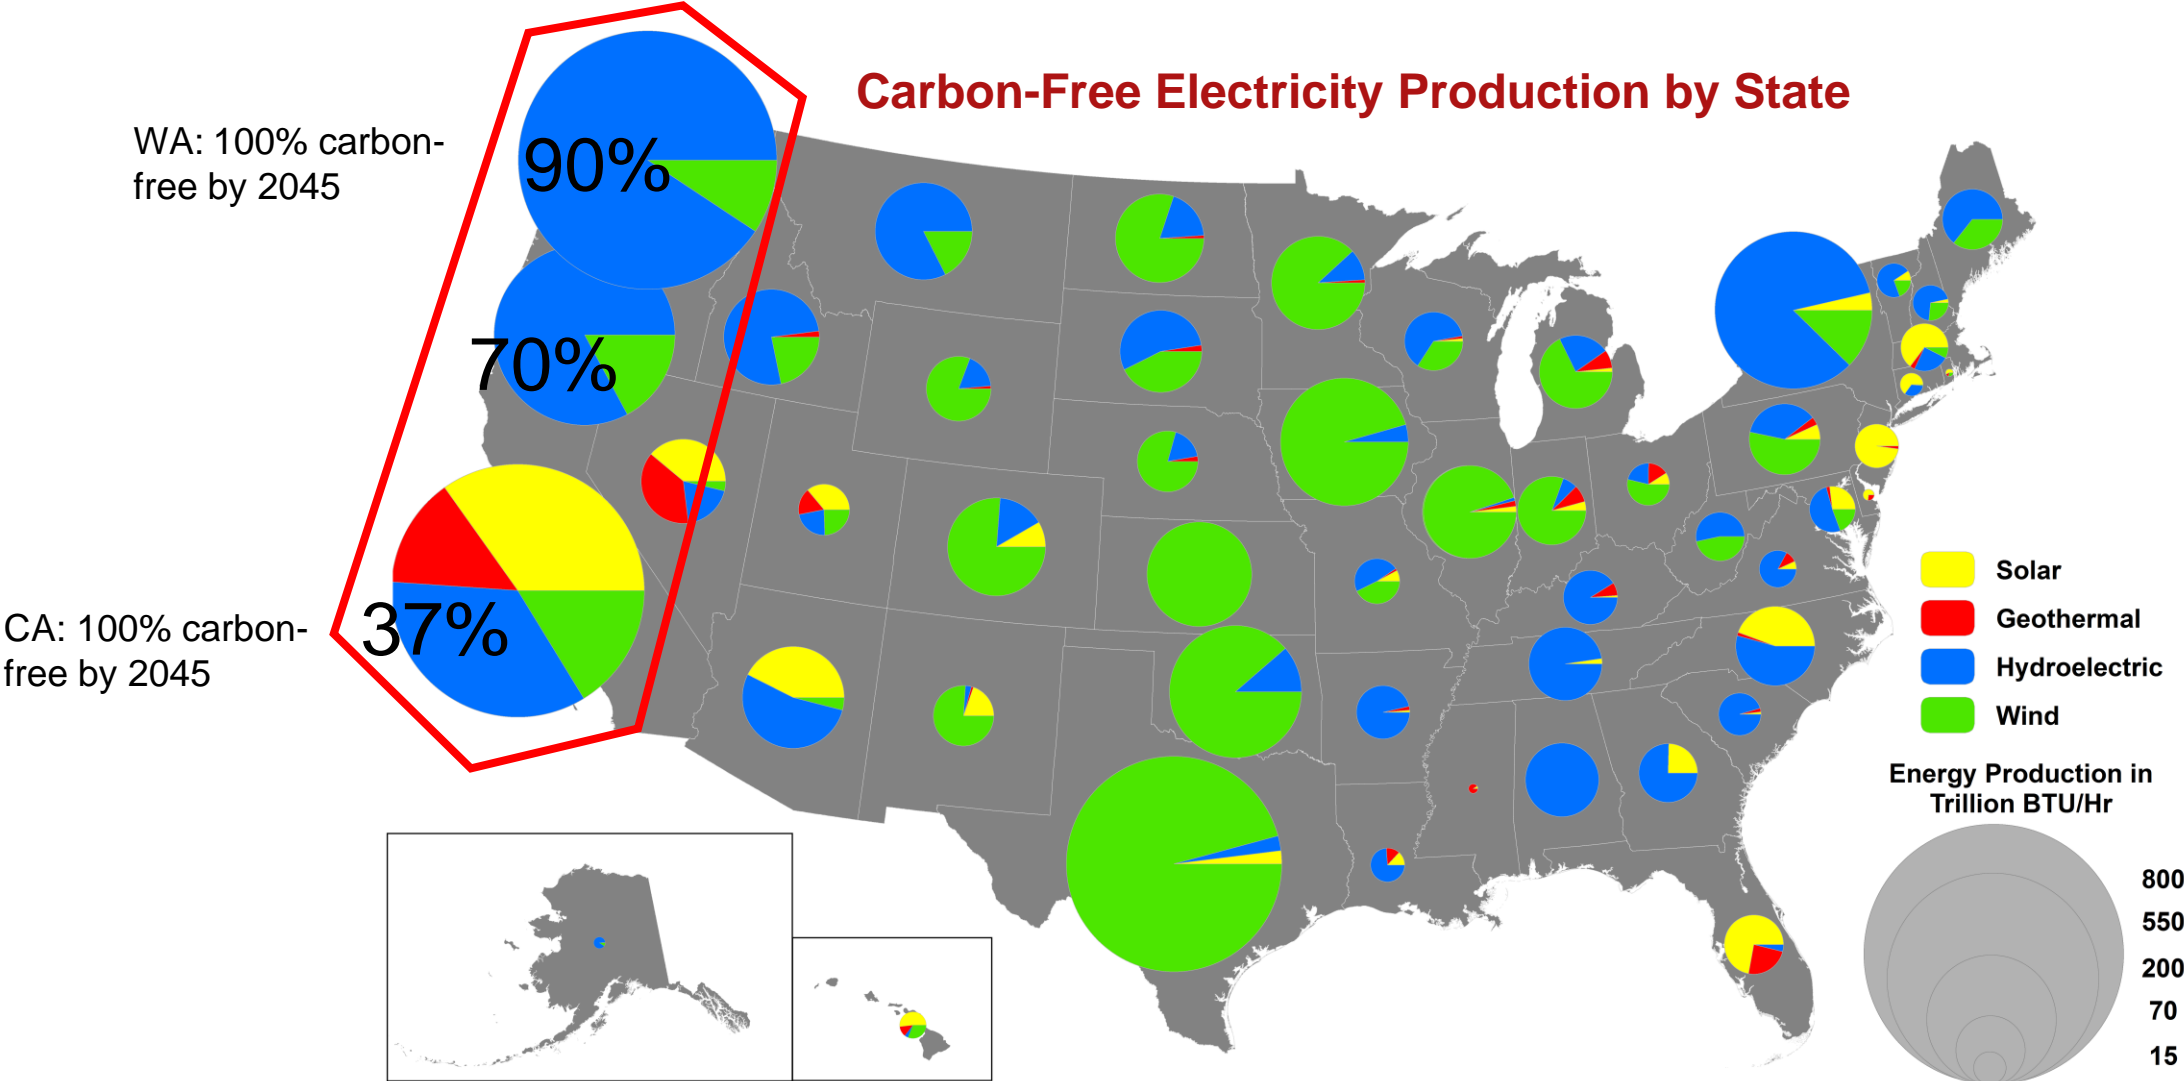 Carbon-Free Electricity Production by State
WA: 100% carbon-
free by 2045
90%
70%
37%
CA: 100% carbon-
free by 2045
Solar
Geothermal
Hydroelectric
Wind
Energy Production in
Trillion BTU/Hr
800
550
200
70
15